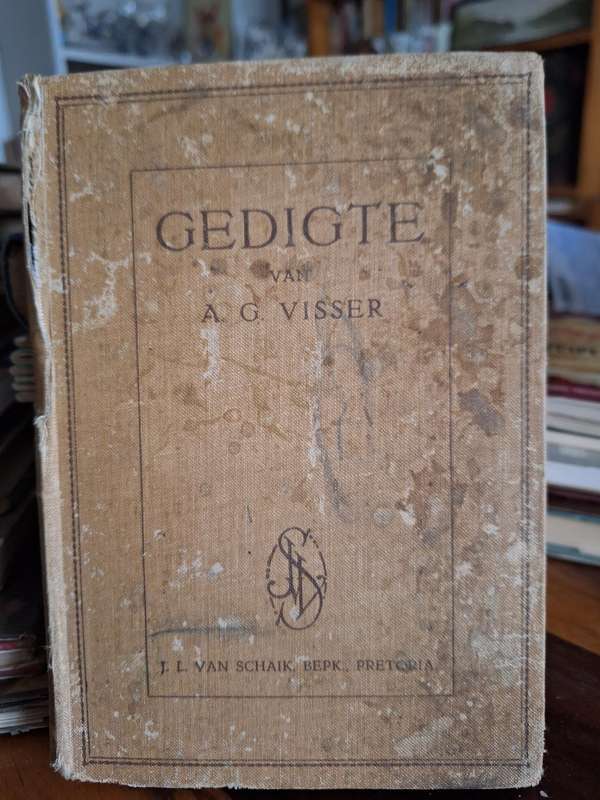 GEDIGTE
VAN
A. G. VISSER
J. L. VAN SCHAIK, BEPK., PRETORIA